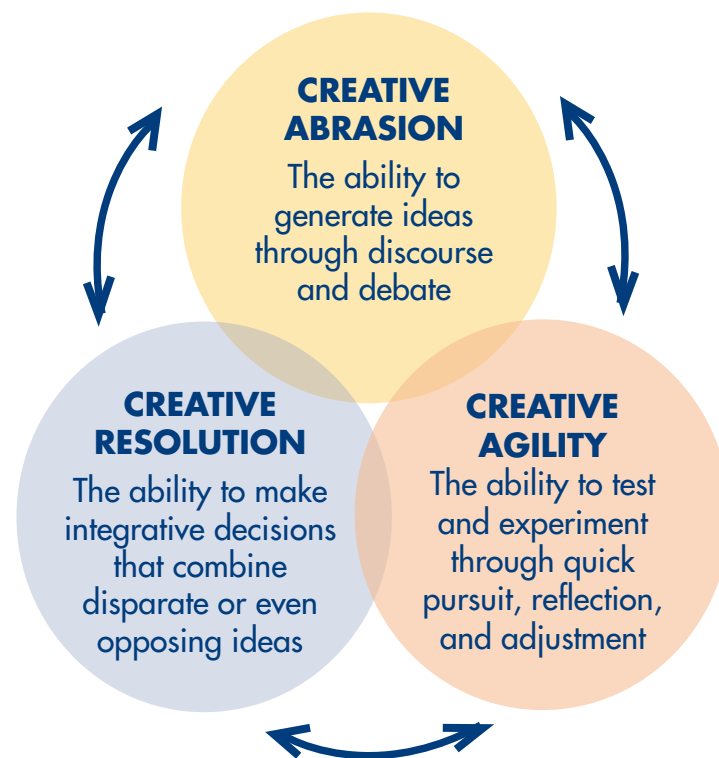 CREATIVE
ABRASION
The ability to
generate ideas
through discourse
and debate
CREATIVE
RESOLUTION
The ability to make
integrative decisions
that combine
disparate or even
opposing ideas
CREATIVE
AGILITY
The ability to test
and experiment
through quick
pursuit, reflection,
and adjustment